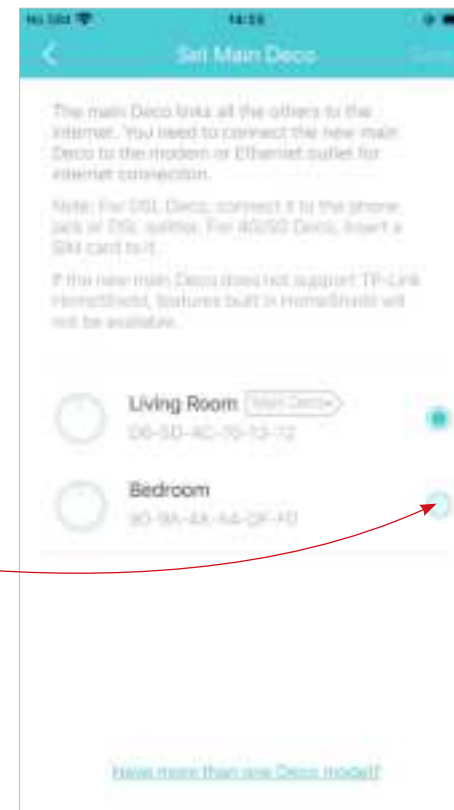 No SIM
Set Main Deco
The main Deco links all the others to the
internet. You need to connect the new main
Deco to the modem or Ethernet outlet for
internet connection.
Note: For DSL Deco, connect it to the phone
jack or DSL splitter. For 4G/5G Deco, insert a
SIM card to it.
If the new main Deco does not support TP-Link
HomeShield, features built in HomeShield will
not be available.
Living Room Main Deco
Bedroom
Have more than one Deco model?